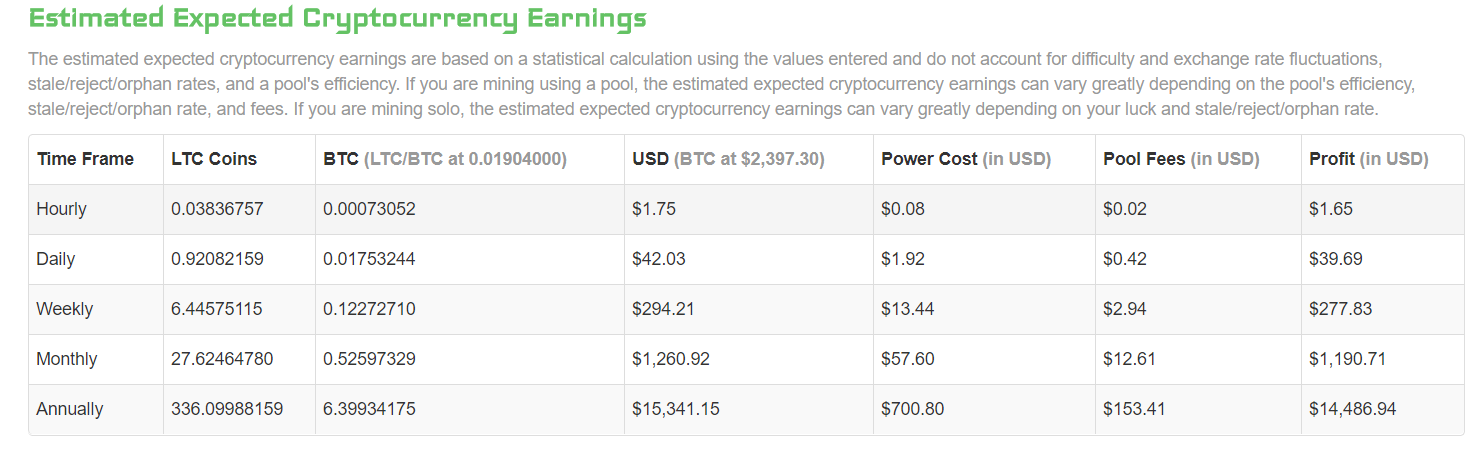 Estimated Expected Cryptocurrency Earnings
The estimated expected cryptocurrency earnings are based on a statistical calculation using the values entered and do not account for difficulty and exchange rate fluctuations,
stale/reject/orphan rates, and a pool's efficiency. If you are mining using a pool, the estimated expected cryptocurrency earnings can vary greatly depending on the pool's efficiency,
stale/reject/orphan rate, and fees. If you are mining solo, the estimated expected cryptocurrency earnings can vary greatly depending on your luck and stale/reject/orphan rate.
Time Frame LTC Coins BTC (LTC/BTC at 0.01904000) USD (BTC at $2,397.30) Power Cost (in USD) Pool Fees (in USD) Profit (in USD)
Hourly 0.03836757 0.00073052 $1.75 $0.08 $0.02 $1.65
Daily 0.92082159 0.01753244 $42.03 $1.92 $0.42 $39.69
Weekly 6.44575115 0.12272710 $294.21 $13.44 $2.94 $277.83
Monthly 27.62464780 0.52597329 $1,260.92 $57.60 $12.61 $1,190.71
Annually 336.09988159 6.39934175 $15,341.15 $700.80 $153.41 $14,486.94